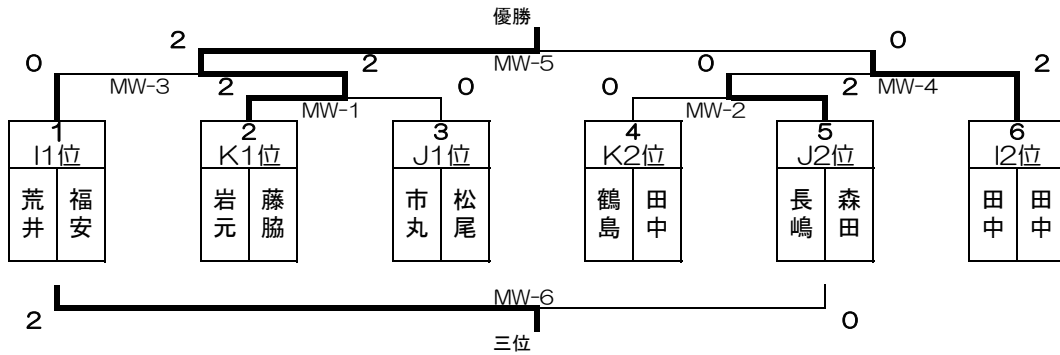 優勝
2 0
MW-5
0 2 0 2
MW-3 2 0 0 2 MW-4
MW-1 MW-2
1 2 3 4 5 6
I1位 K1位 J1位 K2位 J2位 I2位
荒井 福安 岩元 藤脇 市丸 松尾 鶴島 田中 長嶋 森田 田中 田中
MW-6
2 0
三位